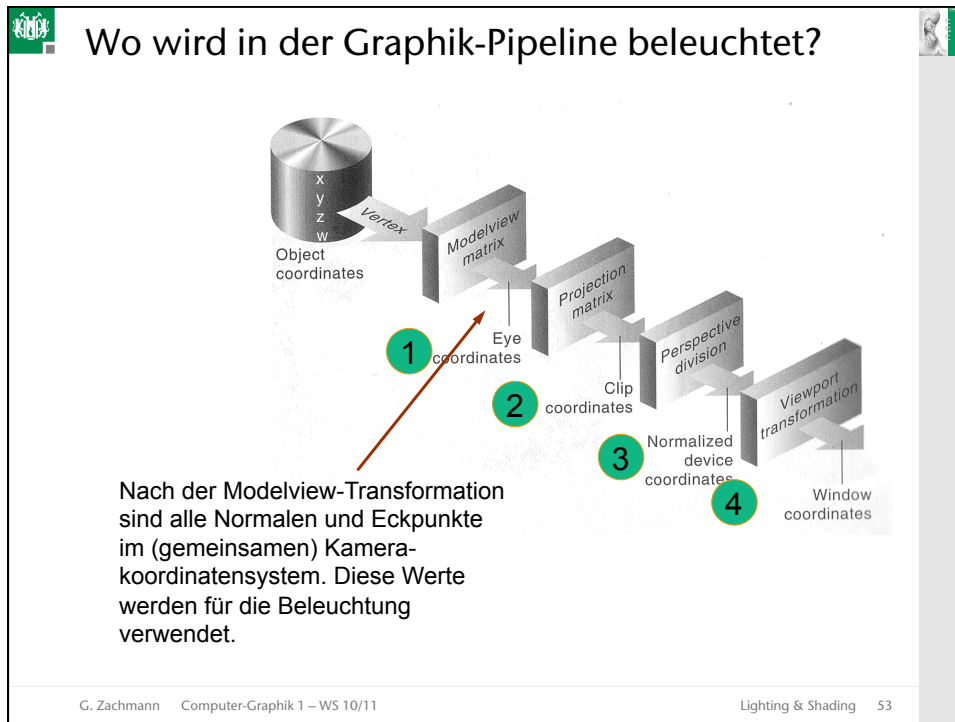 Wo wird in der Graphik-Pipeline beleuchtet?
x
y
z
w
Vertex
Object
coordinates
Modelview
matrix
1
Eye
coordinates
Projection
matrix
2
Clip
coordinates
Perspective
division
3
Normalized
device
coordinates
Viewport
transformation
4
Window
coordinates
Nach der Modelview-Transformation
sind alle Normalen und Eckpunkte
im (gemeinsamen) Kamera-
koordinatensystem. Diese Werte
werden für die Beleuchtung
verwendet.
G. Zachmann Computer-Graphik 1 – WS 10/11
Lighting & Shading 53